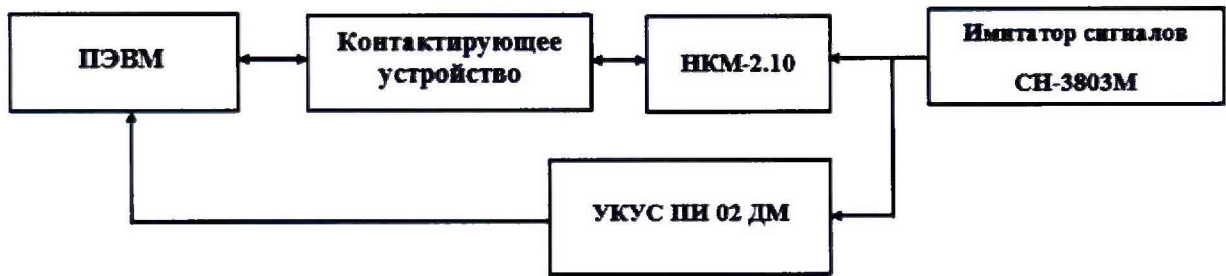 ПЭВМ
Контактирующее
устройство
НКМ-2.10
Имитатор сигналов
СН-3803М
УКУС ПИ 02 ДМ